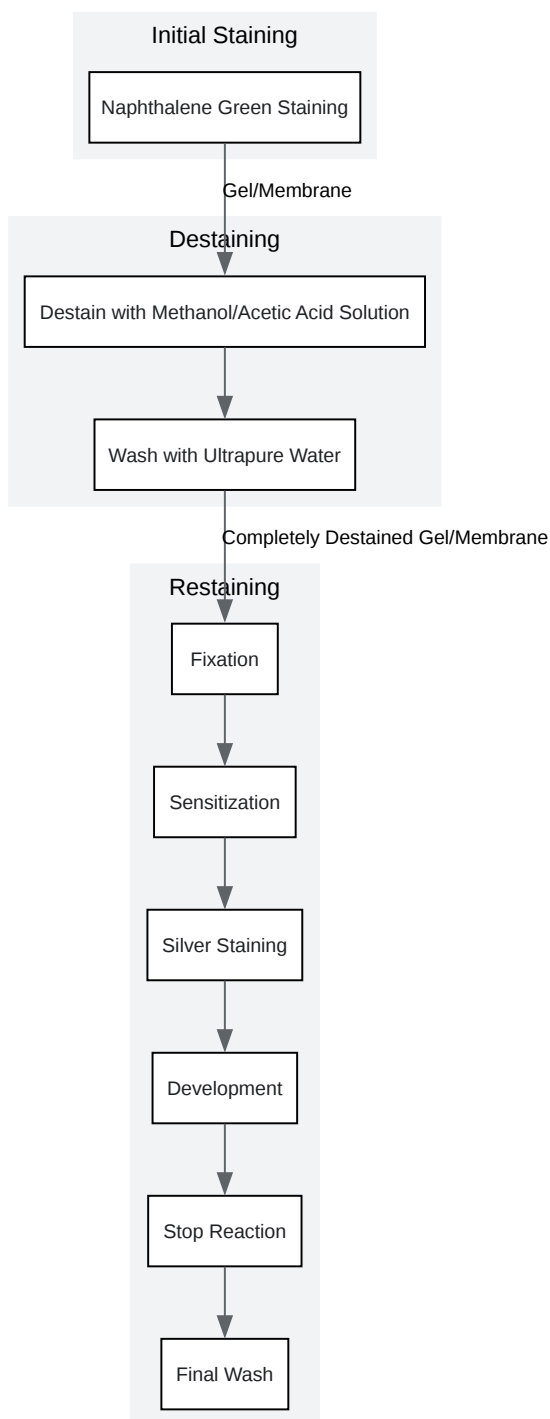 Initial Staining
Naphthalene Green Staining
Gel/Membrane
Destaining
Destain with Methanol/Acetic Acid Solution
Wash with Ultrapure Water
Completely Destained Gel/Membrane
Restaining
Fixation
Sensitization
Silver Staining
Development
Stop Reaction
Final Wash